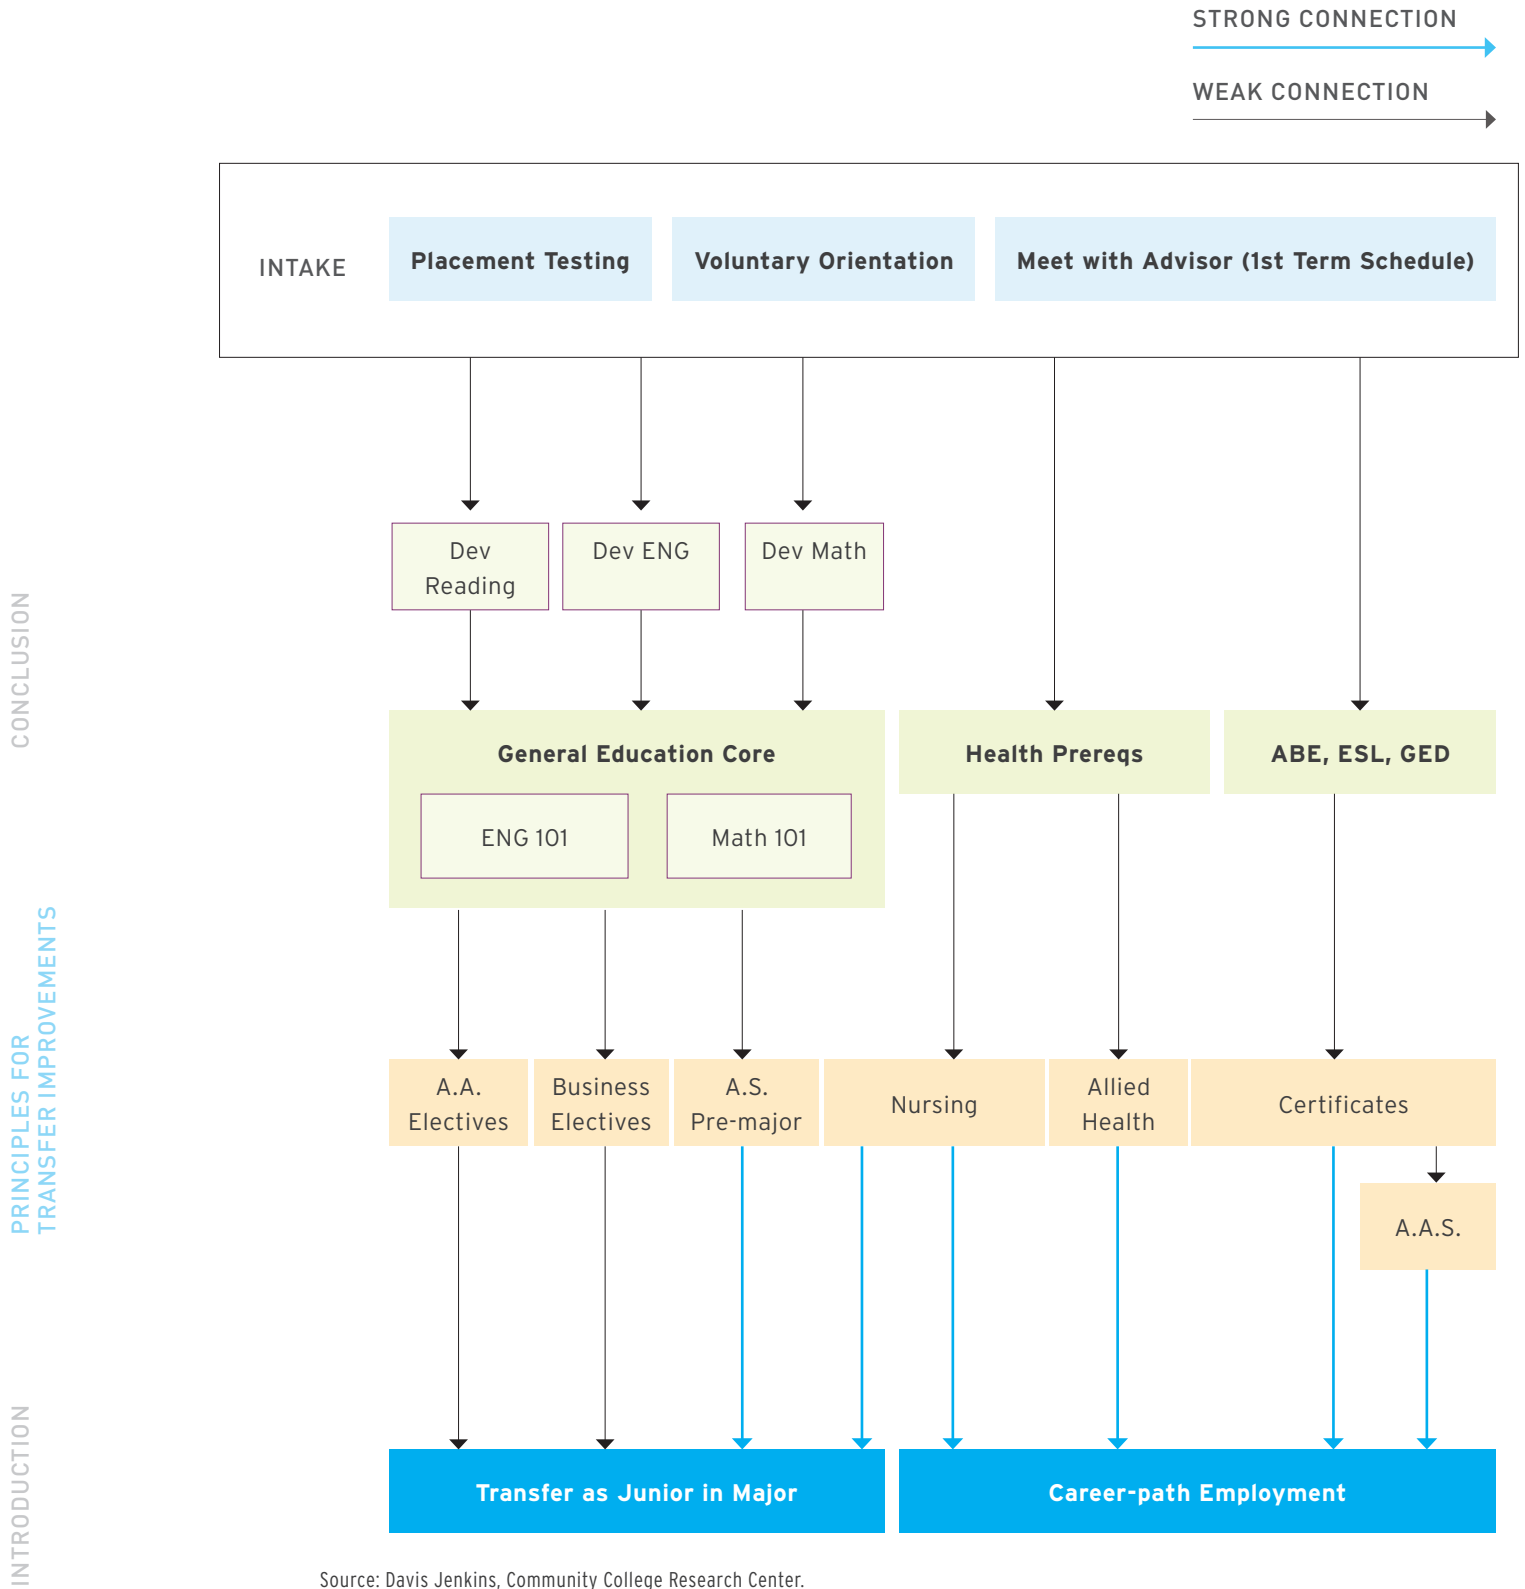 STRONG CONNECTION
WEAK CONNECTION
INTAKE
Placement Testing
Voluntary Orientation
Meet with Advisor (1st Term Schedule)
Dev
Reading
Dev ENG
Dev Math
General Education Core
ENG 101
Math 101
Health Prereqs
ABE, ESL, GED
A.A.
Electives
Business
Electives
A.S.
Pre-major
Nursing
Allied
Health
Certificates
A.A.S.
Transfer as Junior in Major
Career-path Employment
Source: Davis Jenkins, Community College Research Center.
INTRODUCTION
PRINCIPLES FOR
TRANSFER IMPROVEMENTS
CONCLUSION